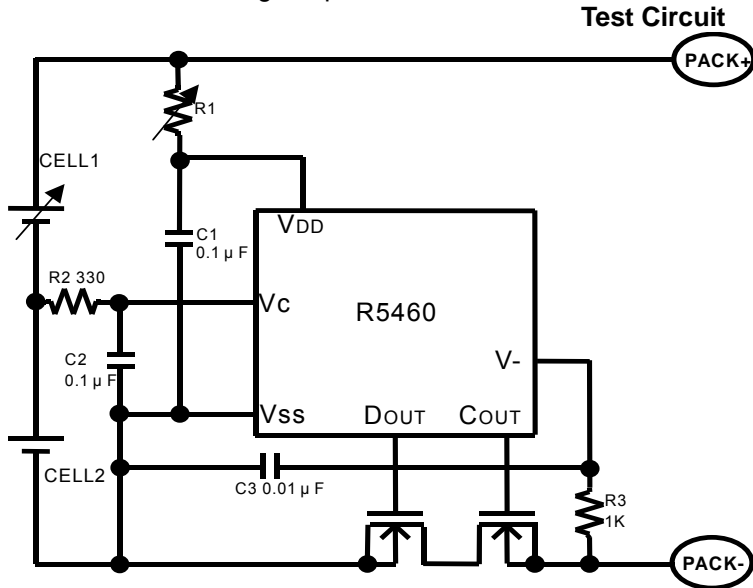 Test Circuit
PACK+
R1
CELL1
VDD
C1
0.1 μ F
R2 330
Vc
R5460
C2
0.1 μ F
V-
Vss
DOUT
COUT
CELL2
C3 0.01 μ F
R3
1K
PACK-